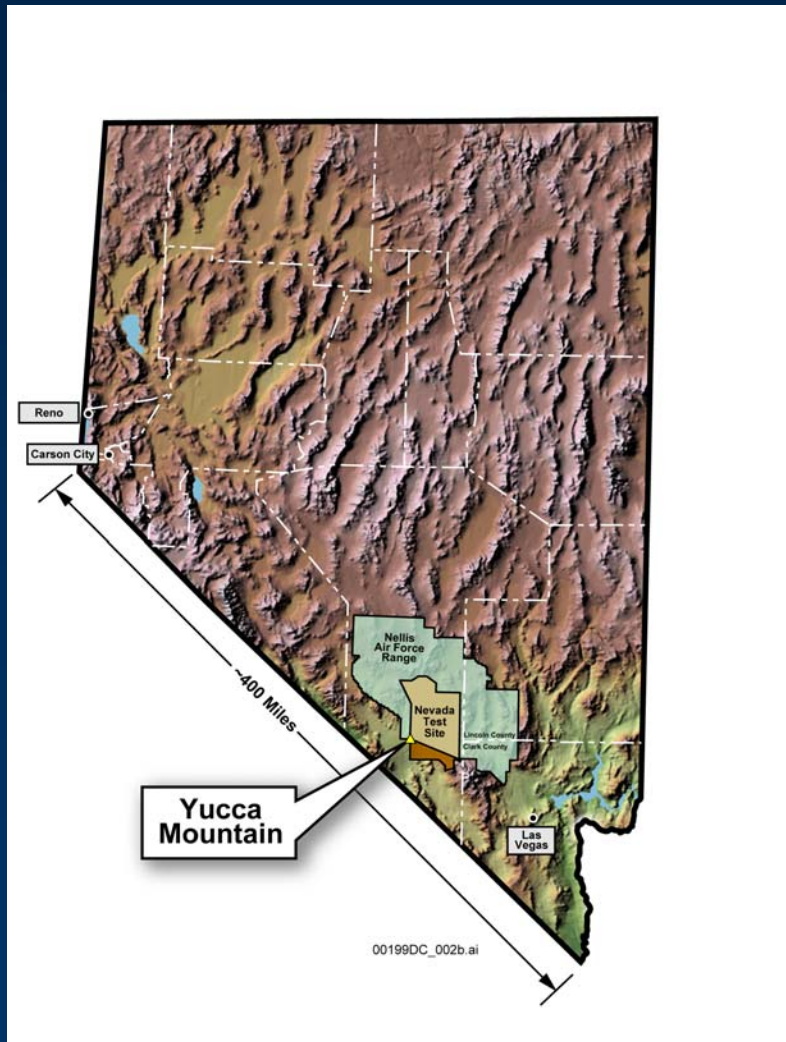 Reno
Carson City
~400 Miles
Nellis
Air Force
Range
Nevada
Test
Site
Lincoln County
Clark County
Yucca
Mountain
Las
Vegas
00199DC_002b.ai